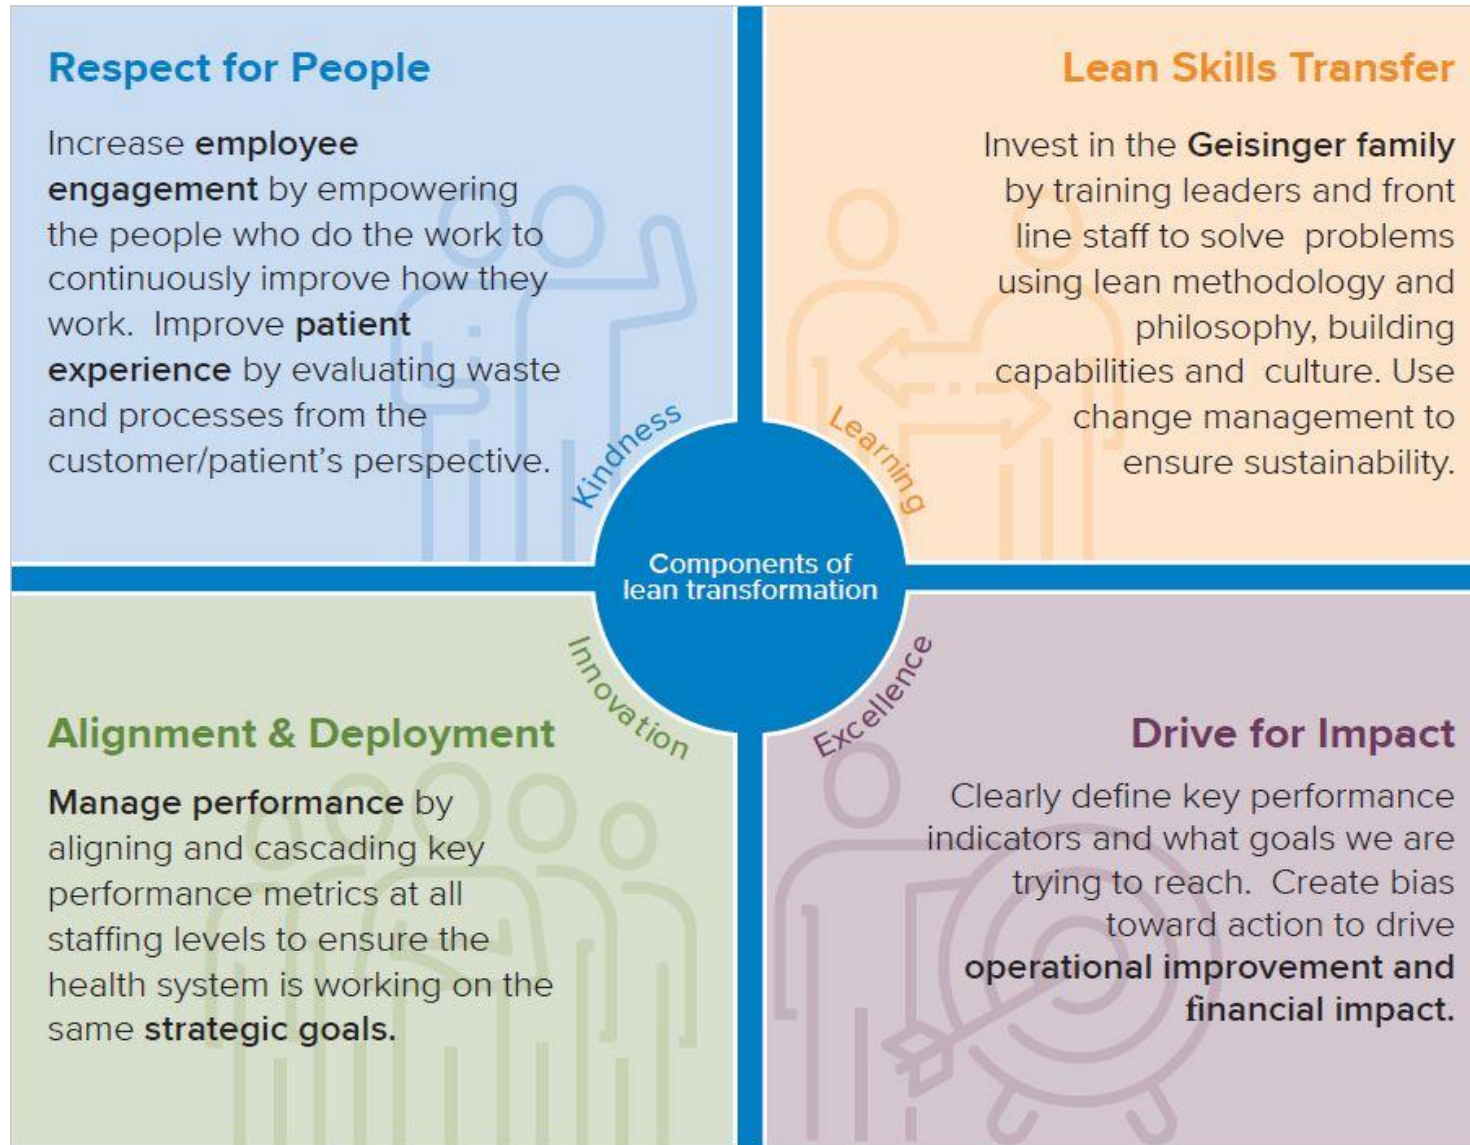 Respect for People
Increase employee
engagement by empowering
the people who do the work to
continuously improve how they
work.  Improve patient
experience by evaluating waste
and processes from the
customer/patient’s perspective.
Kindness
Lean Skills Transfer
Invest in the Geisinger family
by training leaders and front
line staff to solve  problems
using lean methodology and
philosophy, building
capabilities and  culture. Use
change management to
ensure sustainability.
Learning
Components of
lean transformation
Innovation
Alignment & Deployment
Manage performance by
aligning and cascading key
performance metrics at all
staffing levels to ensure the
health system is working on the
same strategic goals.
Excellence
Drive for Impact
Clearly define key performance
indicators and what goals we are
trying to reach.  Create bias
toward action to drive
operational improvement and
financial impact.